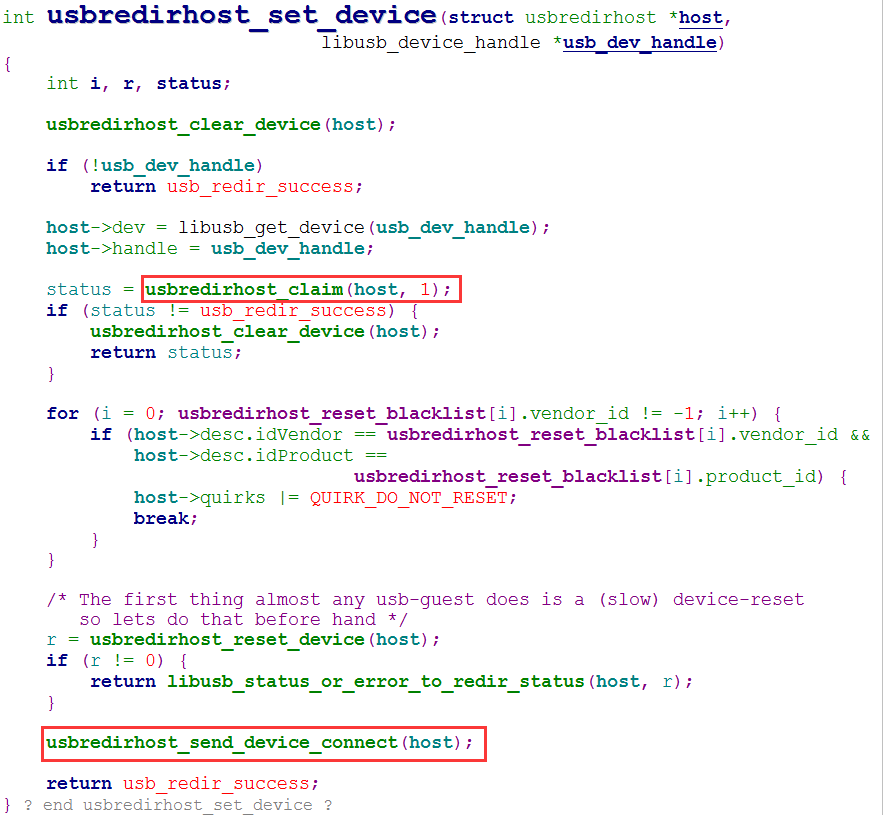 int usbredirhost_set_device(struct usbredirhost *host,
                            libusb_device_handle *usb_dev_handle)
{
    int i, r, status;

    usbredirhost_clear_device(host);

    if (!usb_dev_handle)
        return usb_redir_success;

    host->dev = libusb_get_device(usb_dev_handle);
    host->handle = usb_dev_handle;

    status = usbredirhost_claim(host, 1);
    if (status != usb_redir_success) {
        usbredirhost_clear_device(host);
        return status;
    }

    for (i = 0; usbredirhost_reset_blacklist[i].vendor_id != -1; i++) {
        if (host->desc.idVendor == usbredirhost_reset_blacklist[i].vendor_id &&
            host->desc.idProduct ==
                                usbredirhost_reset_blacklist[i].product_id) {
            host->quirks |= QUIRK_DO_NOT_RESET;
            break;
        }
    }

    /* The first thing almost any usb-guest does is a (slow) device-reset
       so lets do that before hand */
    r = usbredirhost_reset_device(host);
    if (r != 0) {
        return libusb_status_or_error_to_redir_status(host, r);
    }

    usbredirhost_send_device_connect(host);

    return usb_redir_success;
} ? end usbredirhost_set_device ?